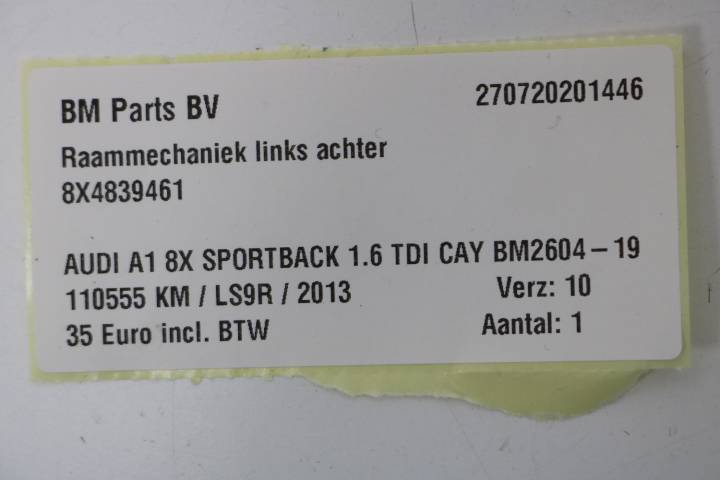 BM Parts BV 270720201446
Raammechaniek links achter
8X4839461
AUDI A1 8X SPORTBACK 1.6 TDI CAY BM2604-19
110555 KM / LS9R / 2013 Verz: 10
35 Euro incl. BTW Aantal: 1